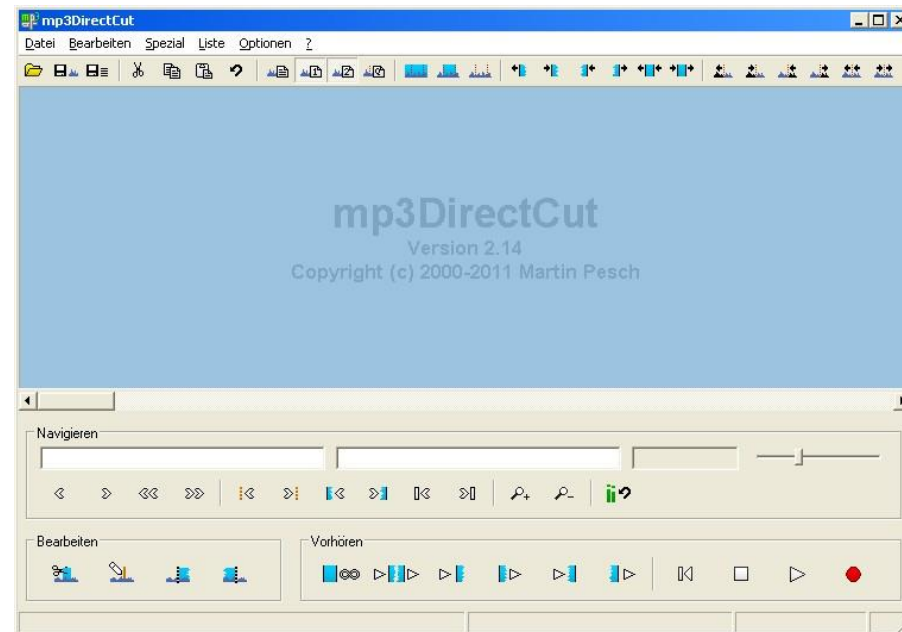 mp3DirectCut
Datei Bearbeiten Spezial Liste Optionen ?
mp3DirectCut
Version 2.14
Copyright (c) 2000-2011 Martin Pesch
Navigieren
Bearbeiten
Vorhören